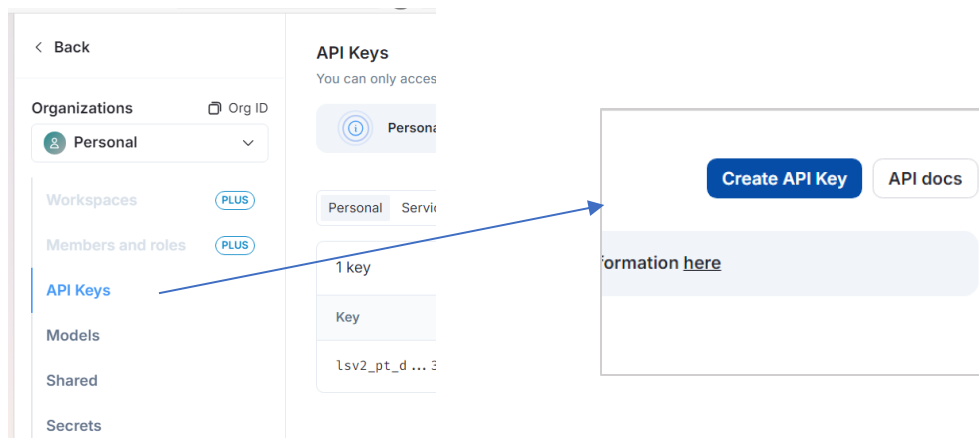 Back
Organizations
Org ID
Personal
Workspaces PLUS
Members and roles PLUS
API Keys
Models
Shared
Secrets
API Keys
You can only acces
Persona
Personal Servic
1 key
Key
lsv2_pt_d...3
Create API Key
API docs
formation here